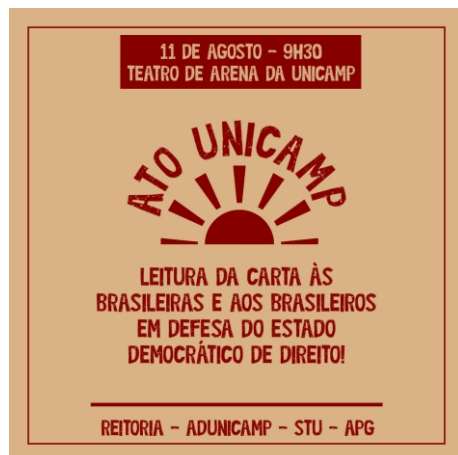 11 DE AGOSTO - 9H30
TEATRO DE ARENA DA UNICAMP
ATO UNICAMP
LEITURA DA CARTA ÀS
BRASILEIRAS E AOS BRASILEIROS
EM DEFESA DO ESTADO
DEMOCRÁTICO DE DIREITO!
REITORIA - ADUNICAMP - STU - APG